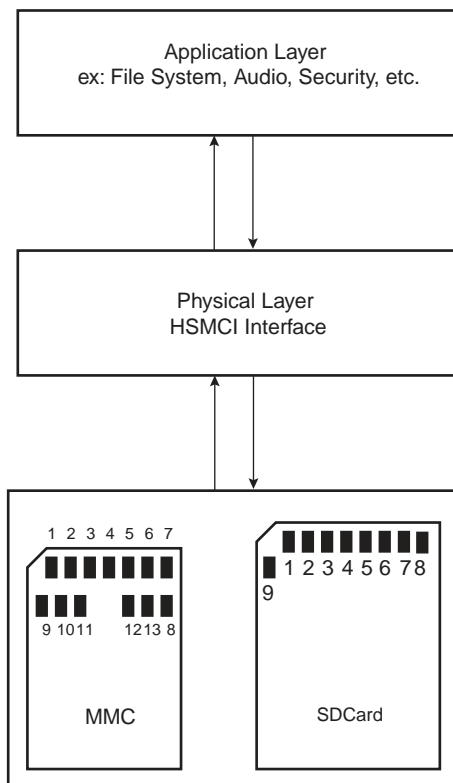 Application Layer
ex: File System, Audio, Security, etc.
Physical Layer
HSMCI Interface
1 2 3 4 5 6 7
9 10 11 12 13 8
MMC
1 2 3 4 5 6 7 8
9
SDCard